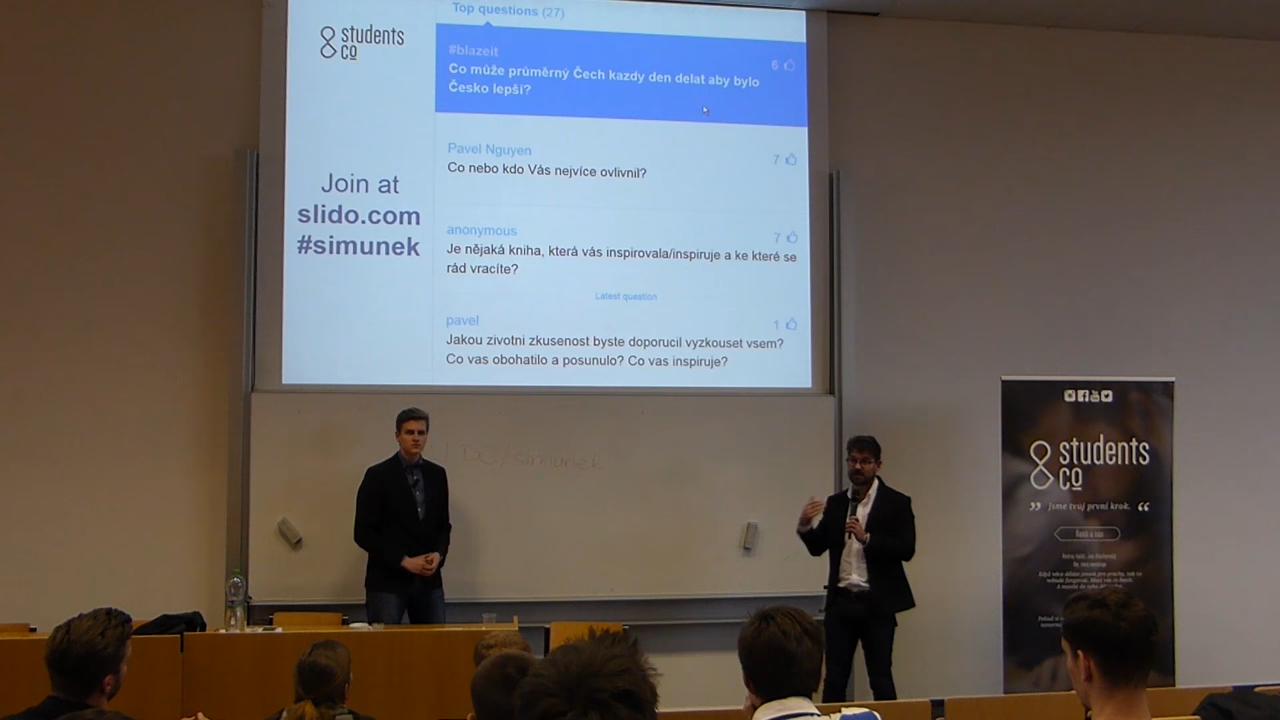 Top questions (27)
students
co
#blazeit
6
Co může průměrný Čech kazdy den delat aby bylo
Česko lepší?
Pavel Nguyen
7
Co nebo kdo Vás nejvíce ovlivnil?
Join at
slido.com
#simunek
anonymous
7
Je nějaká kniha, která vás inspirovala/inspiruje a ke které se
rád vracíte?
Latest question
pavel
1
Jakou zivotni zkusenost byste doporucil vyzkouset vsem?
Co vas obohatilo a posunulo? Co vas inspiruje?
simunek
students
co
jsme tvůj první krok.